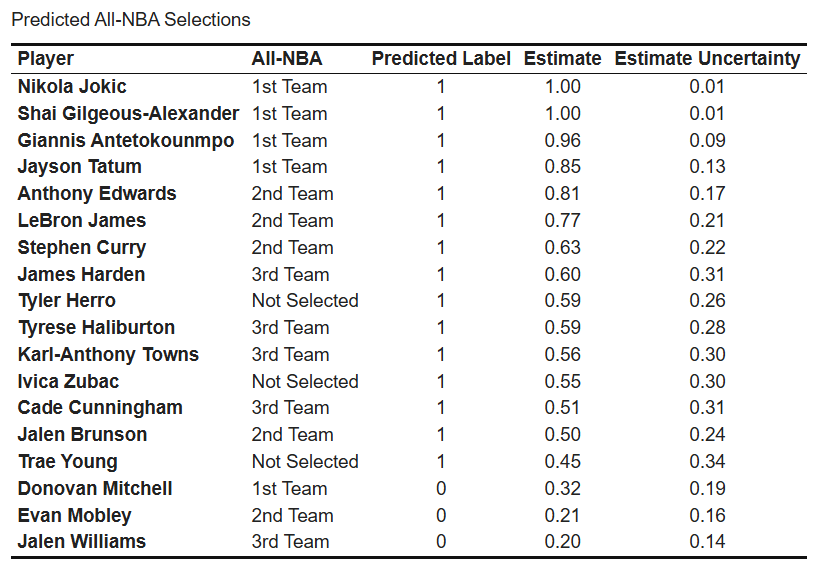 Predicted All-NBA Selections
Player All-NBA Predicted Label Estimate Estimate Uncertainty
Nikola Jokic 1st Team 1 1.00 0.01
Shai Gilgeous-Alexander 1st Team 1 1.00 0.01
Giannis Antetokounmpo 1st Team 1 0.96 0.09
Jayson Tatum 1st Team 1 0.85 0.13
Anthony Edwards 2nd Team 1 0.81 0.17
LeBron James 2nd Team 1 0.77 0.21
Stephen Curry 2nd Team 1 0.63 0.22
James Harden 3rd Team 1 0.60 0.31
Tyler Herro Not Selected 1 0.59 0.26
Tyrese Haliburton 3rd Team 1 0.59 0.28
Karl-Anthony Towns 3rd Team 1 0.56 0.30
Ivica Zubac Not Selected 1 0.55 0.30
Cade Cunningham 3rd Team 1 0.51 0.31
Jalen Brunson 2nd Team 1 0.50 0.24
Trae Young Not Selected 1 0.45 0.34
Donovan Mitchell 1st Team 0 0.32 0.19
Evan Mobley 2nd Team 0 0.21 0.16
Jalen Williams 3rd Team 0 0.20 0.14